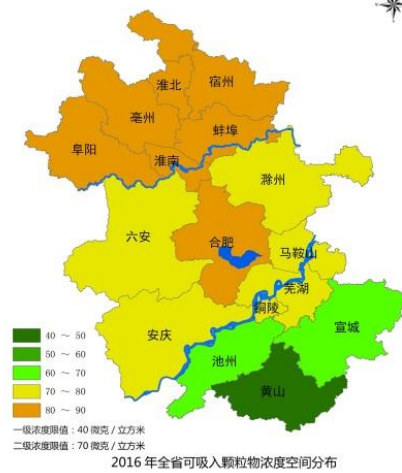 淮北
宿州
亳州
蚌埠
阜阳
淮南
滁州
六安
合肥
马鞍山
芜湖
铜陵
安庆
宣城
池州
黄山
40 ～ 50
50 ～ 60
60 ～ 70
70 ～ 80
80 ～ 90
一级浓度限值：40 微克 / 立方米
二级浓度限值：70 微克 / 立方米
2016 年全省可吸入颗粒物浓度空间分布